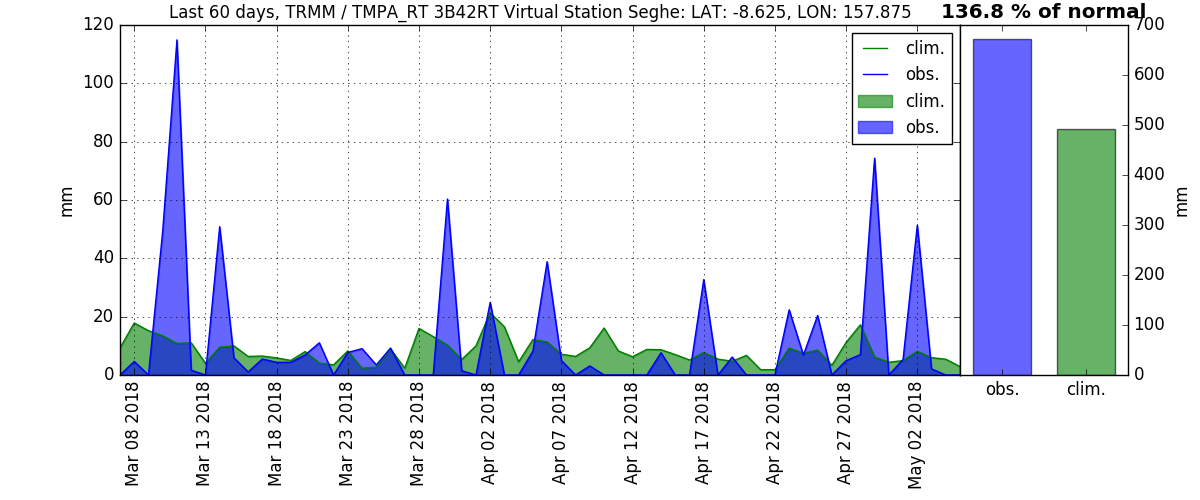 Last 60 days, TRMM / TMPA_RT 3B42RT Virtual Station Seghe: LAT: -8.625, LON: 157.875
136.8 % of normal
120
100
80
60
40
20
0
mm
clim.
obs.
clim.
obs.
700
600
500
400
300
200
100
0
mm
Mar 08 2018
Mar 13 2018
Mar 18 2018
Mar 23 2018
Mar 28 2018
Apr 02 2018
Apr 07 2018
Apr 12 2018
Apr 17 2018
Apr 22 2018
Apr 27 2018
May 02 2018
obs.
clim.